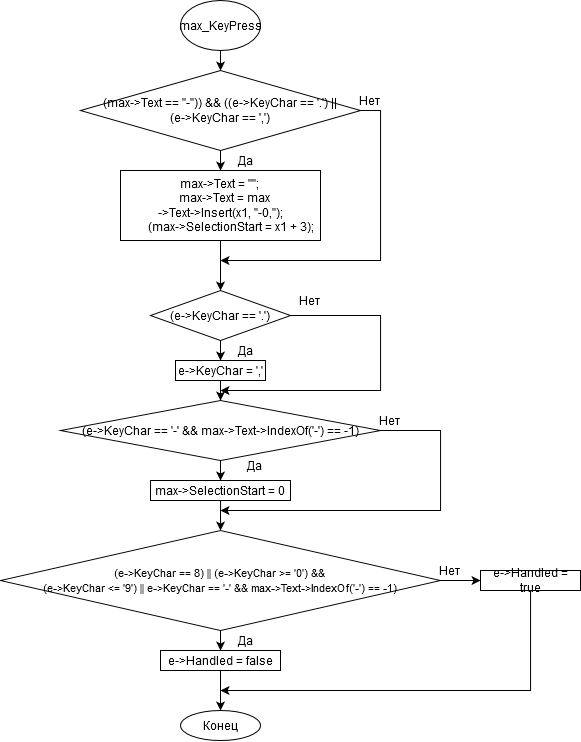 max_KeyPress
(max->Text == "-")) && ((e->KeyChar == '.') ||
(e->KeyChar == ',')
Нет
Да
max->Text = "";
max->Text = max
->Text->Insert(x1, "-0,");
(max->SelectionStart = x1 + 3);
Нет
(e->KeyChar == '.')
Да
e->KeyChar = ','
Нет
(e->KeyChar == '-' && max->Text->IndexOf('-') == -1)
Да
max->SelectionStart = 0
(e->KeyChar == 8) || (e->KeyChar >= '0') &&
(e->KeyChar <= '9') || e->KeyChar == '-' && max->Text->IndexOf('-') == -1)
Нет
e->Handled =
true
Да
e->Handled = false
Конец